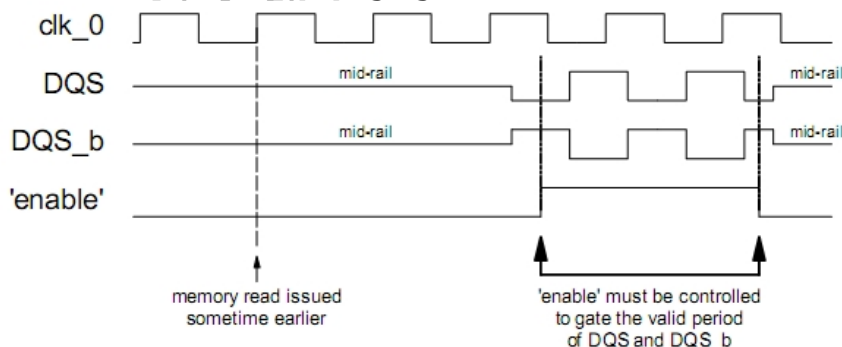 clk_0
DQS
mid-rail
mid-rail
DQS_b
mid-rail
mid-rail
'enable'
memory read issued
sometime earlier
'enable' must be controlled
to gate the valid period
of DQS and DQS_b